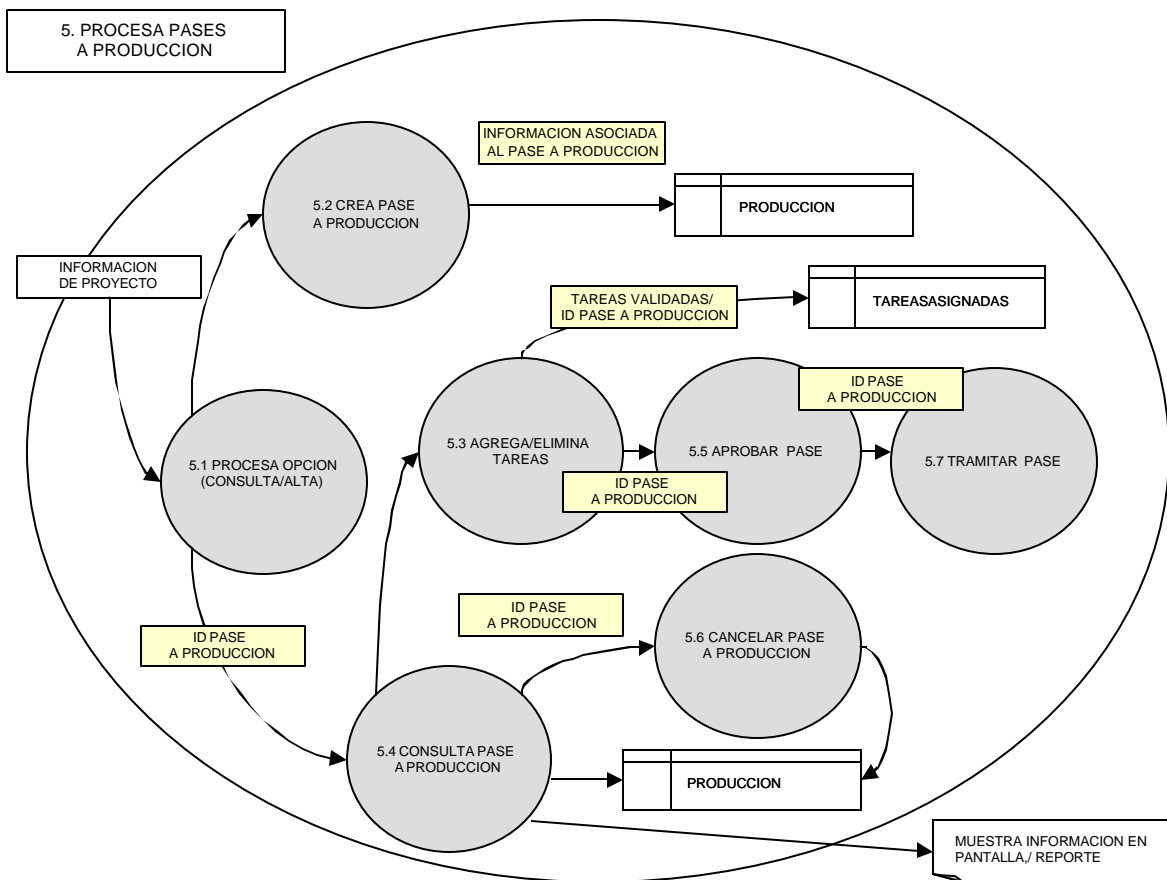 5. PROCESA PASES
A PRODUCCION
INFORMACION ASOCIADA
AL PASE A PRODUCCION
5.2 CREA PASE
A PRODUCCION
PRODUCCION
INFORMACION
DE PROYECTO
TAREAS VALIDADAS/
ID PASE A PRODUCCION
TAREASASIGNADAS
ID PASE
A PRODUCCION
5.3 AGREGA/ELIMINA
TAREAS
5.5 APROBAR PASE
5.7 TRAMITAR PASE
5.1 PROCESA OPCION
(CONSULTA/ALTA)
ID PASE
A PRODUCCION
ID PASE
A PRODUCCION
ID PASE
A PRODUCCION
5.6 CANCELAR PASE
A PRODUCCION
5.4 CONSULTA PASE
A PRODUCCION
PRODUCCION
MUESTRA INFORMACION EN
PANTALLA,/ REPORTE